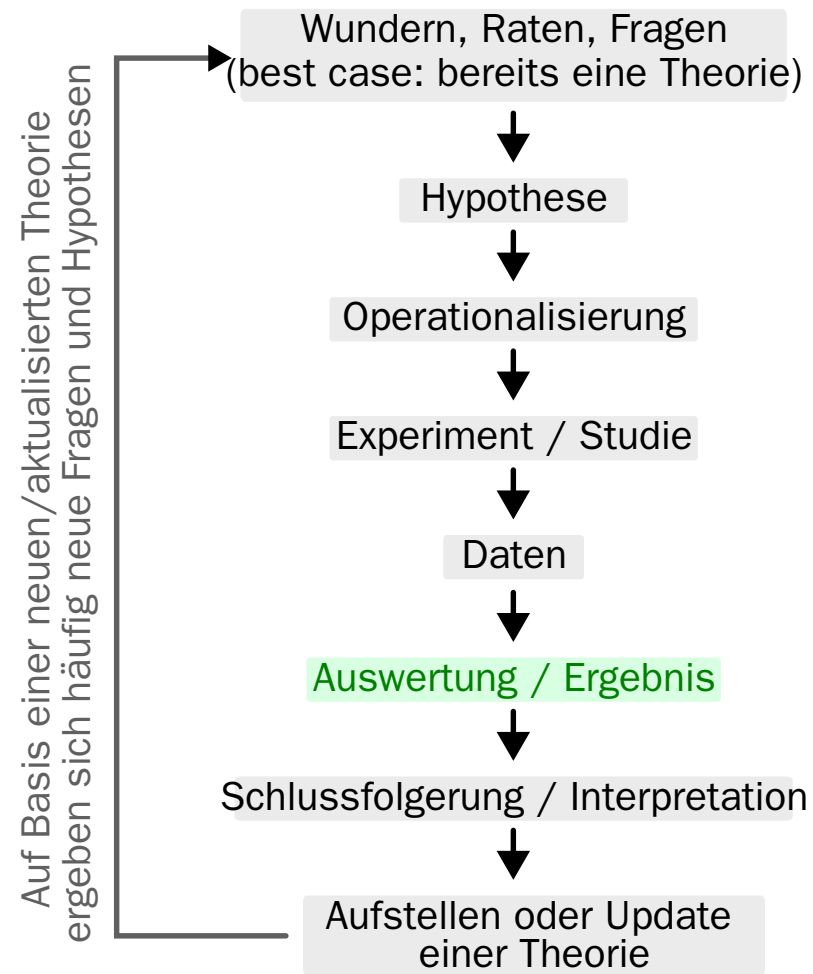 Wundern, Raten, Fragen
(best case: bereits eine Theorie)
Hypothese
Operationalisierung
Experiment / Studie
Daten
Auswertung / Ergebnis
Schlussfolgerung / Interpretation
Aufstellen oder Update
einer Theorie
Auf Basis einer neuen/aktualisierten Theorie
ergeben sich häufig neue Fragen und Hypothesen